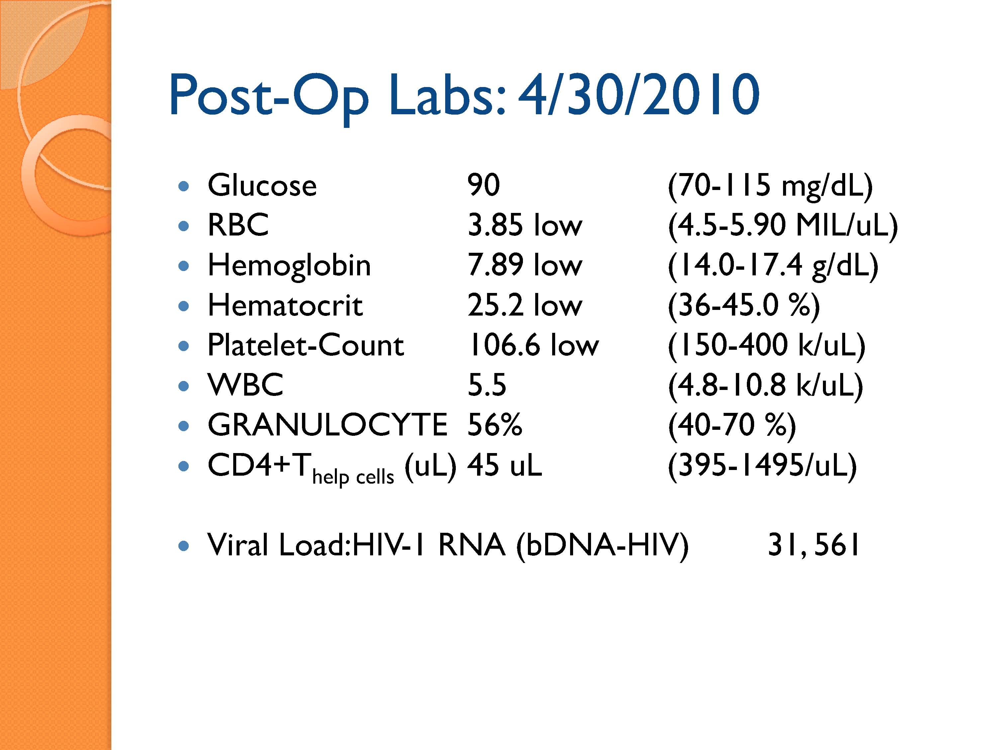 Post-Op Labs: 4/30/2010
• Glucose 90 (70-115 mg/dL)
• RBC 3.85 low (4.5-5.90 MIL/uL)
• Hemoglobin 7.89 low (14.0-17.4 g/dL)
• Hematocrit 25.2 low (36-45.0 %)
• Platelet-Count 106.6 low (150-400 k/uL)
• WBC 5.5 (4.8-10.8 k/uL)
• GRANULOCYTE 56% (40-70 %)
• CD4+T help cells (uL) 45 uL (395-1495/uL)
• Viral Load:HIV-1 RNA (bDNA-HIV) 31, 561